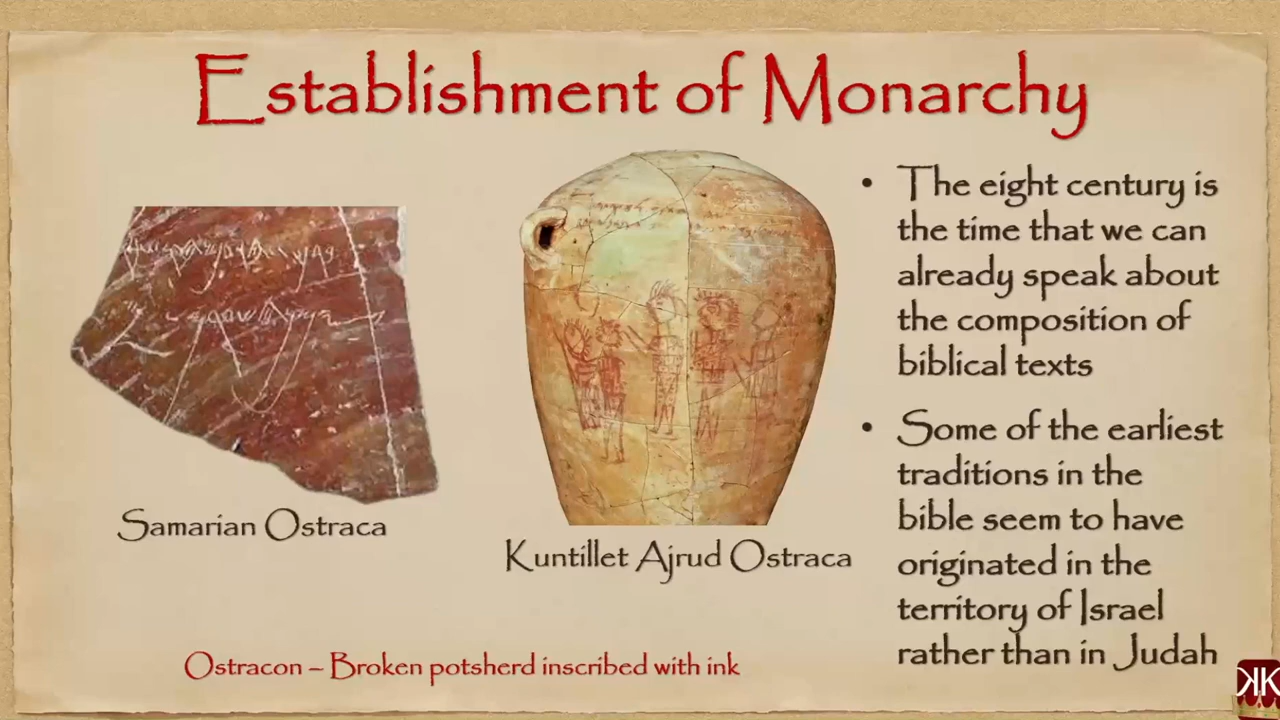 Establishment of Monarchy
• The eight century is
the time that we can
already speak about
the composition of
biblical texts
• Some of the earliest
traditions in the
bible seem to have
originated in the
territory of Israel
rather than in Judah
Samarian Ostraca
Kuntillet Ajrud Ostraca
Ostracon – Broken potsherd inscribed with ink